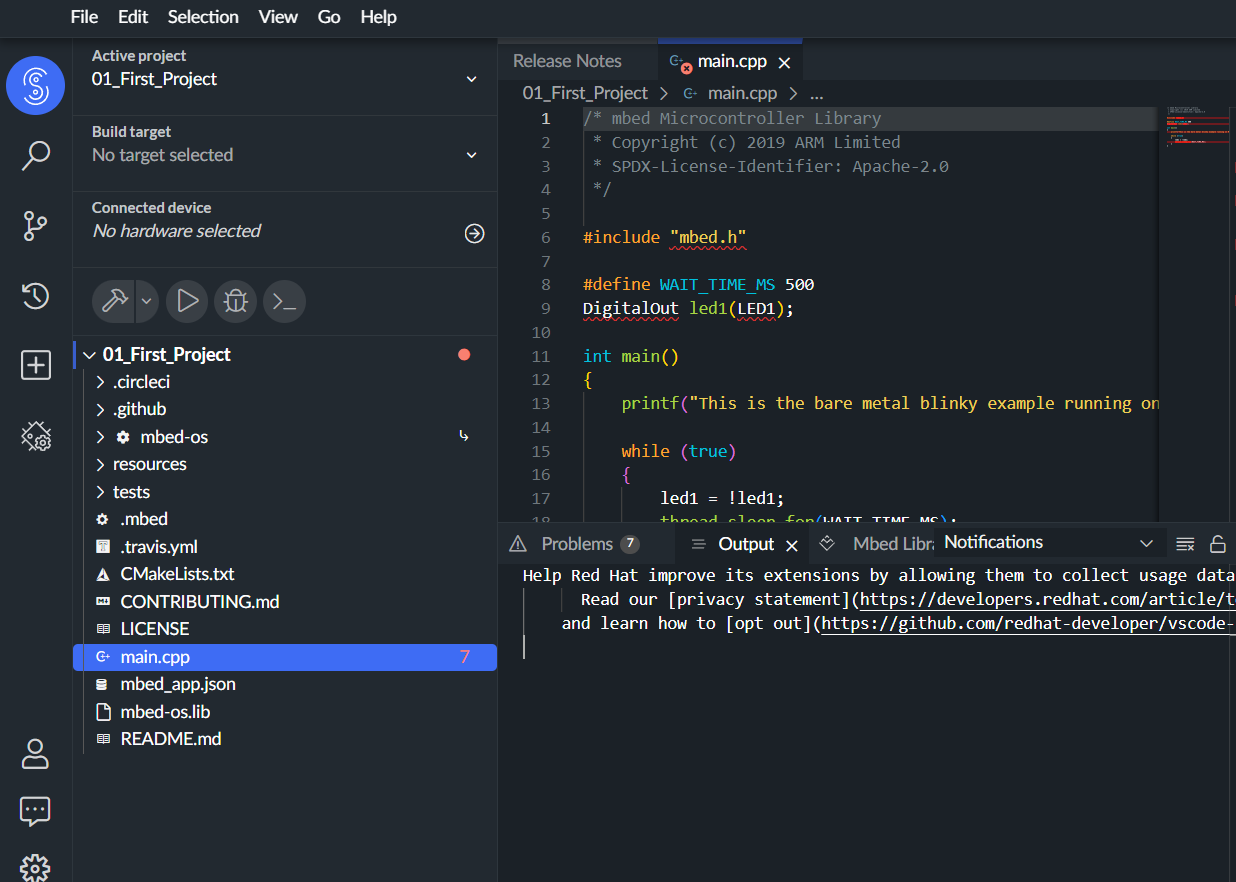 File Edit Selection View Go Help
Active project
01_First_Project
Build target
No target selected
Connected device
No hardware selected
01_First_Project
.circleci
.github
mbed-os
resources
tests
.mbed
.travis.yml
CMakeLists.txt
CONTRIBUTING.md
LICENSE
main.cpp 7
mbed_app.json
mbed-os.lib
README.md
Release Notes main.cpp
01_First_Project > main.cpp > ...
1 /* mbed Microcontroller Library
2 * Copyright (c) 2019 ARM Limited
3 * SPDX-License-Identifier: Apache-2.0
4 */
5
6 #include "mbed.h"
7
8 #define WAIT_TIME_MS 500
9 DigitalOut led1(LED1);
10
11 int main()
12 {
13 printf("This is the bare metal blinky example running on
14
15 while (true)
16 {
17 led1 = !led1;
18 thread_sleep_for(WAIT_TIME_MS);
Problems 7 Output Mbed Libra Notifications
Help Red Hat improve its extensions by allowing them to collect usage data
Read our [privacy statement](https://developers.redhat.com/article/t
and learn how to [opt out](https://github.com/redhat-developer/vscode-